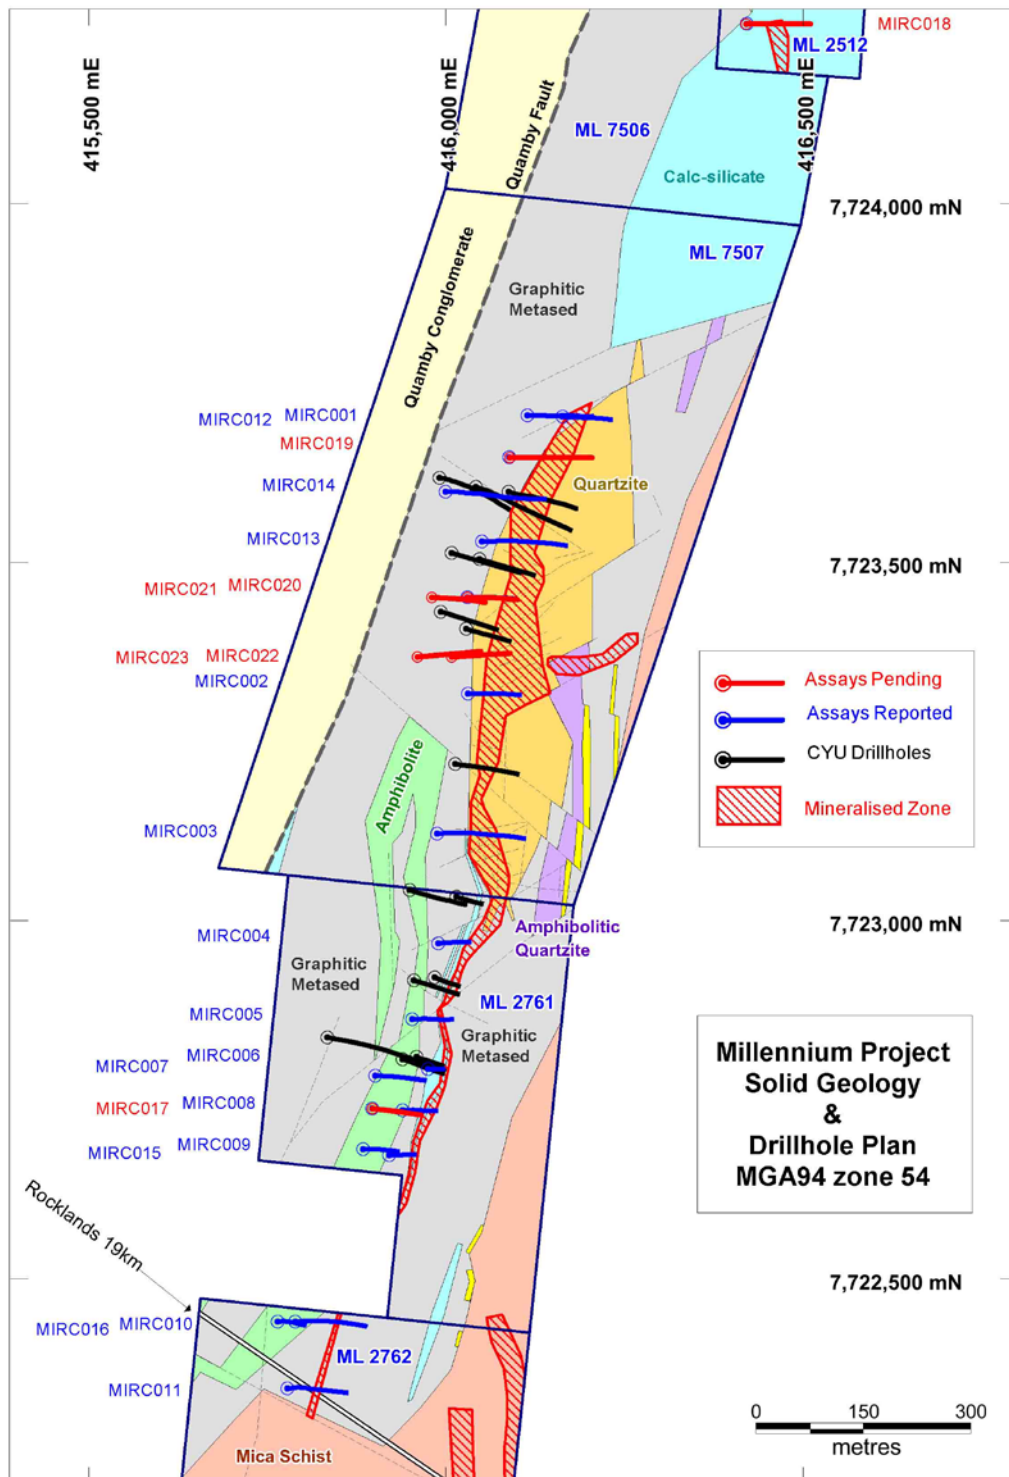 MIRC018
ML 2512
415,500 mE
416,000 mE
416,500 mE
Quamby Fault
ML 7506
Calc-silicate
7,724,000 mN
ML 7507
Quamby Conglomerate
Graphitic
Metased
MIRC012
MIRC001
MIRC019
MIRC014
Quartzite
MIRC013
7,723,500 mN
MIRC021
MIRC020
MIRC023
MIRC022
MIRC002
Assays Pending
Assays Reported
CYU Drillholes
Mineralised Zone
Amphibolite
MIRC003
7,723,000 mN
Amphibolitic
Quartzite
MIRC004
Graphitic
Metased
ML 2761
MIRC005
Graphitic
Metased
MIRC007
MIRC006
MIRC017
MIRC008
MIRC015
MIRC009
Millennium Project
Solid Geology
&
Drillhole Plan
MGA94 zone 54
Rocklands 19km
7,722,500 mN
MIRC016
MIRC010
ML 2762
MIRC011
Mica Schist
0 150 300
metres